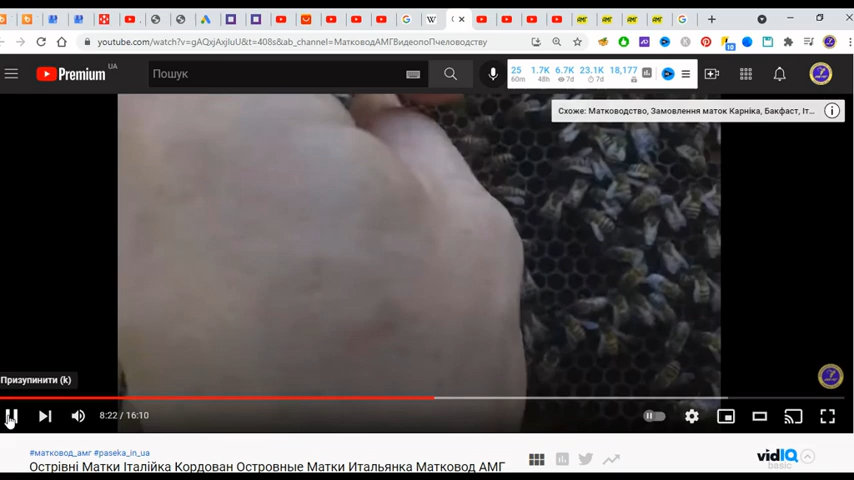 youtube.com/watch?v=gAQxjAxjIuU&t=408s&ab_channel=МатководАМГВидеопоПчеловодству
Premium UA
Пошук
25 1.7K 6.7K 23.1K 18,177
60m 48h 7d 7d
Схоже: Матководство, Замовлення маток Карніка, Бакфаст, Іт...
Призупинити (k)
8:22 / 16:10
#матковод_амг #paseka_in_ua
Острівні Матки Італійка Кордован Островные Матки Итальянка Матковод АМГ
vidIQ
basic